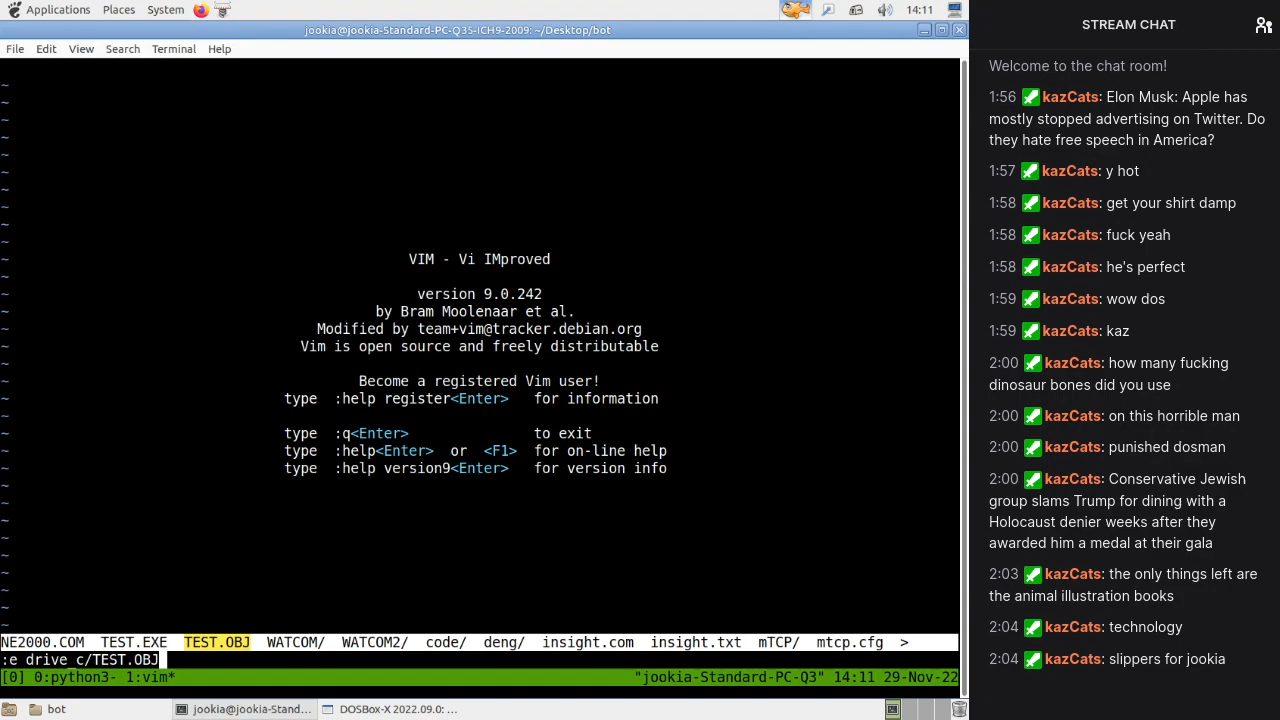 Applications Places System 14:11
jookia@jookia-Standard-PC-Q35-ICH9-2009: ~/Desktop/bot
File Edit View Search Terminal Help
~
~
~
~
~
~
~
~
~
~
~ VIM - Vi IMproved
~
~ version 9.0.242
~ by Bram Moolenaar et al.
~ Modified by team+vim@tracker.debian.org
~ Vim is open source and freely distributable
~
~ Become a registered Vim user!
~ type :help register<Enter> for information
~
~ type :q<Enter> to exit
~ type :help<Enter> or <F1> for on-line help
~ type :help version9<Enter> for version info
~
~
~
~
~
~
~
~
~
NE2000.COM TEST.EXE TEST.OBJ WATCOM/ WATCOM2/ code/ deng/ insight.com insight.txt mTCP/ mtcp.cfg >
:e drive_c/TEST.OBJ
[0] 0:python3- 1:vim* "jookia-Standard-PC-Q3" 14:11 29-Nov-22
bot jookia@jookia-Stand... DOSBox-X 2022.09.0: ...
STREAM CHAT
Welcome to the chat room!
1:56 kazCats: Elon Musk: Apple has
mostly stopped advertising on Twitter. Do
they hate free speech in America?
1:57 kazCats: y hot
1:58 kazCats: get your shirt damp
1:58 kazCats: fuck yeah
1:58 kazCats: he's perfect
1:59 kazCats: wow dos
1:59 kazCats: kaz
2:00 kazCats: how many fucking
dinosaur bones did you use
2:00 kazCats: on this horrible man
2:00 kazCats: punished dosman
2:00 kazCats: Conservative Jewish
group slams Trump for dining with a
Holocaust denier weeks after they
awarded him a medal at their gala
2:03 kazCats: the only things left are
the animal illustration books
2:04 kazCats: technology
2:04 kazCats: slippers for jookia